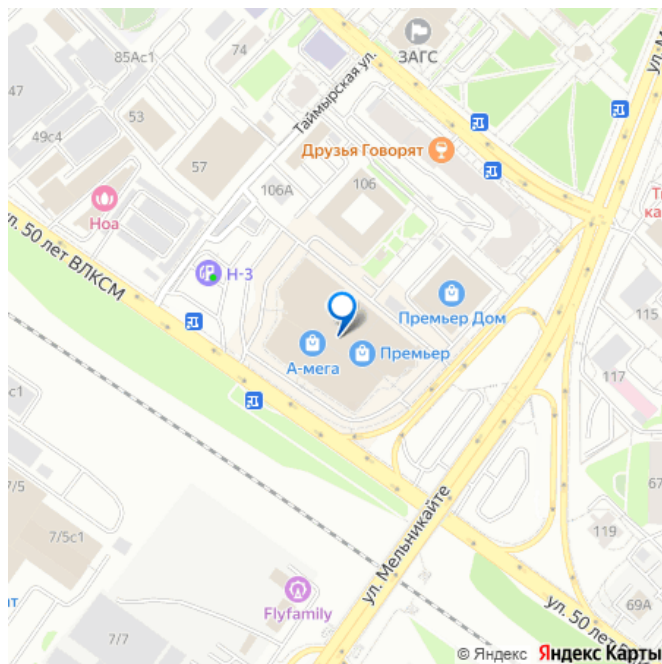 85Ас1
74
ЗАГС
47
53
Таймырская ул.
49с4
57
Друзья Говорят
106А
106
Ноа
ул. 50 лет ВЛКСМ
Н-3
Премьер Дом
115
А-мега
Премьер
117
7/5
7/5с1
ул. Мельникайте
119
Flyfamily
7/7
ул. 50 лет
69А
© Яндекс Яндекс Карты